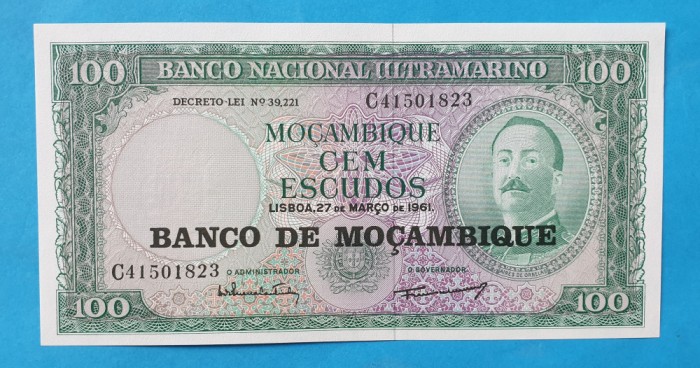 100 BANCO NACIONAL ULTRAMARINO 100
DECRETO-LEI Nº 39,221 C41501823
MOÇAMBIQUE
CEM
ESCUDOS
LISBOA, 27 DE MARÇO DE 1961.
BANCO DE MOÇAMBIQUE
C41501823 O ADMINISTRADOR O GOVERNADOR
100 100